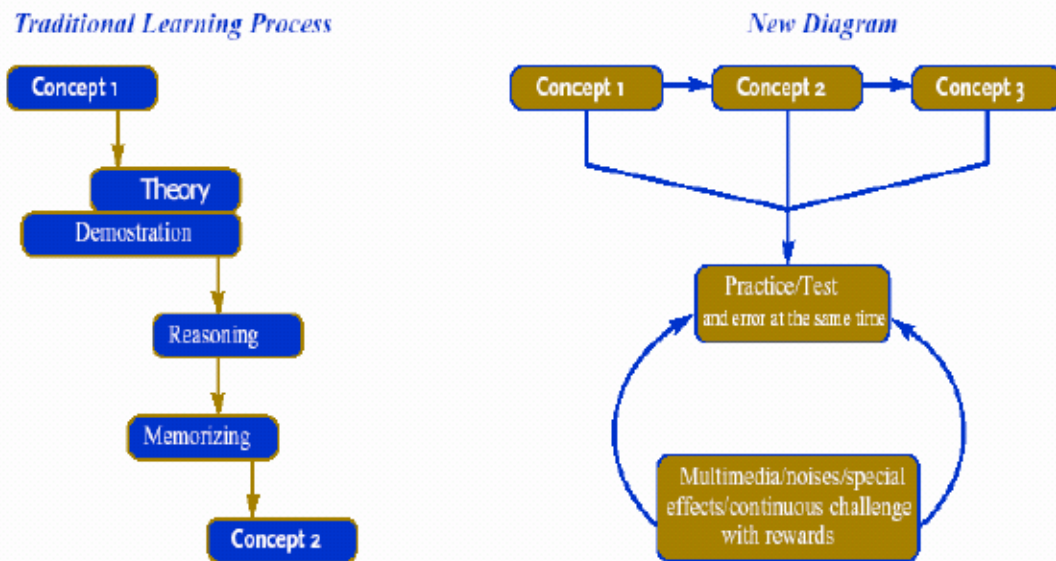 Traditional Learning Process
Concept 1
Theory
Demostration
Reasoning
Memorizing
Concept 2
New Diagram
Concept 1
Concept 2
Concept 3
Practice/Test
and error at the same time
Multimedia/noises/special
effects/continuous challenge
with rewards